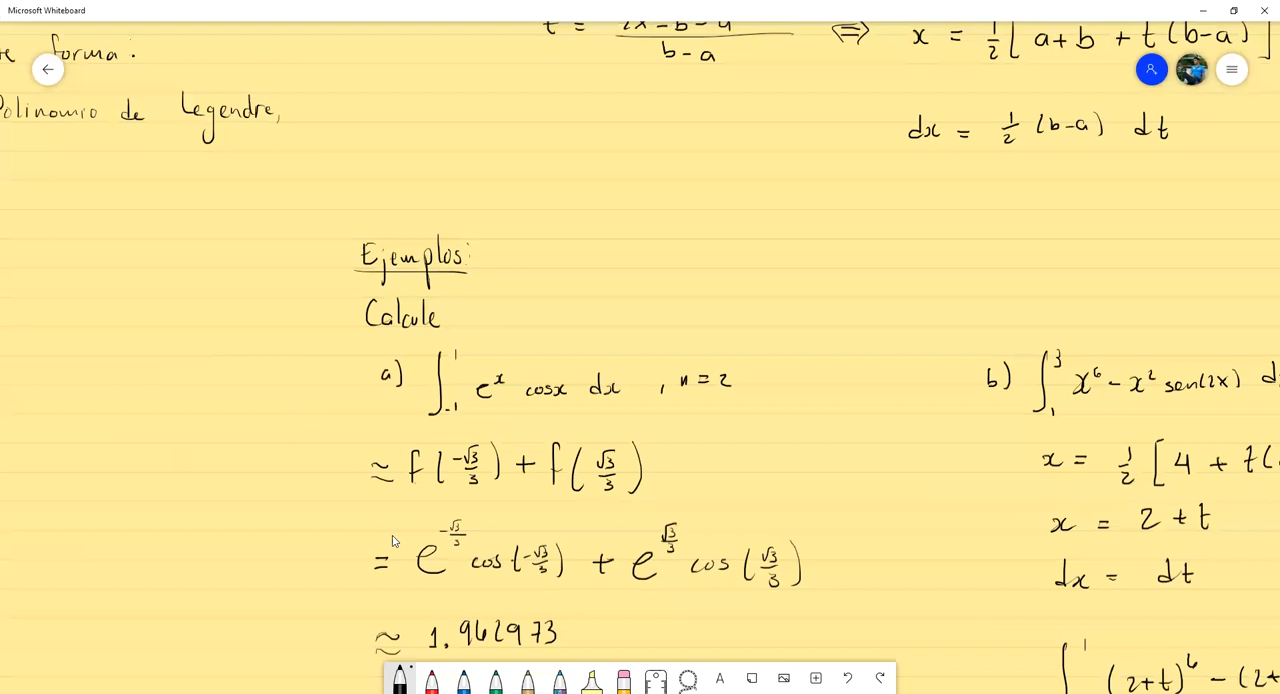 Microsoft Whiteboard
forma:
Polinomio de Legendre,
t = 2x-b-a / b-a ⟺ x = 1/2 [a+b + t(b-a)]
dx = 1/2 (b-a) dt
Ejemplos:
Calcule
a) ∫_{-1}^{1} e^x cosx dx , n = 2
≈ f(-√3/3) + f(√3/3)
= e^{-√3/3} cos(-√3/3) + e^{√3/3} cos(√3/3)
≈ 1.962973
b) ∫_{1}^{3} x^6 - x^2 sen(2x)
x = 1/2 [4 + t(
x = 2 + t
dx = dt
∫^{1} (2+t)^6 - (2+